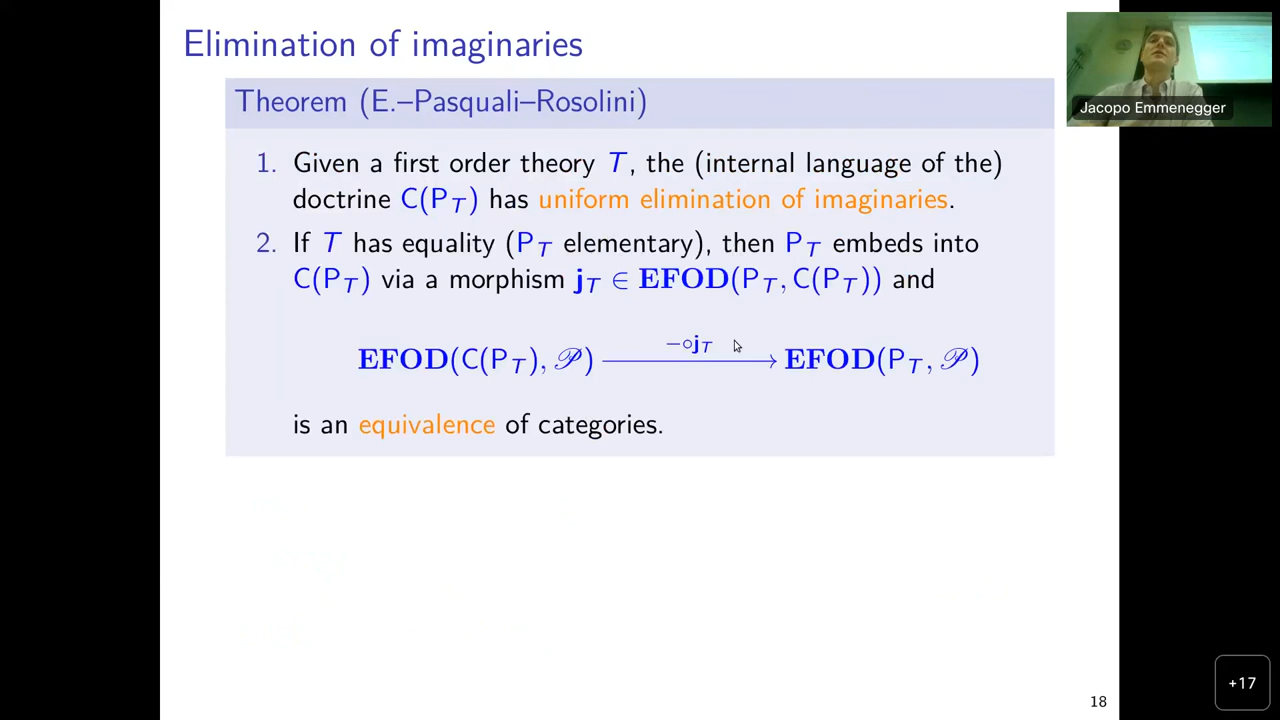 Elimination of imaginaries
Theorem (E.–Pasquali–Rosolini)
1. Given a first order theory T, the (internal language of the)
doctrine C(P_T) has uniform elimination of imaginaries.
2. If T has equality (P_T elementary), then P_T embeds into
C(P_T) via a morphism j_T ∈ EFOD(P_T, C(P_T)) and
−∘j_T
EFOD(C(P_T), 𝒫) ⟶ EFOD(P_T, 𝒫)
is an equivalence of categories.
Jacopo Emmenegger
+17
18